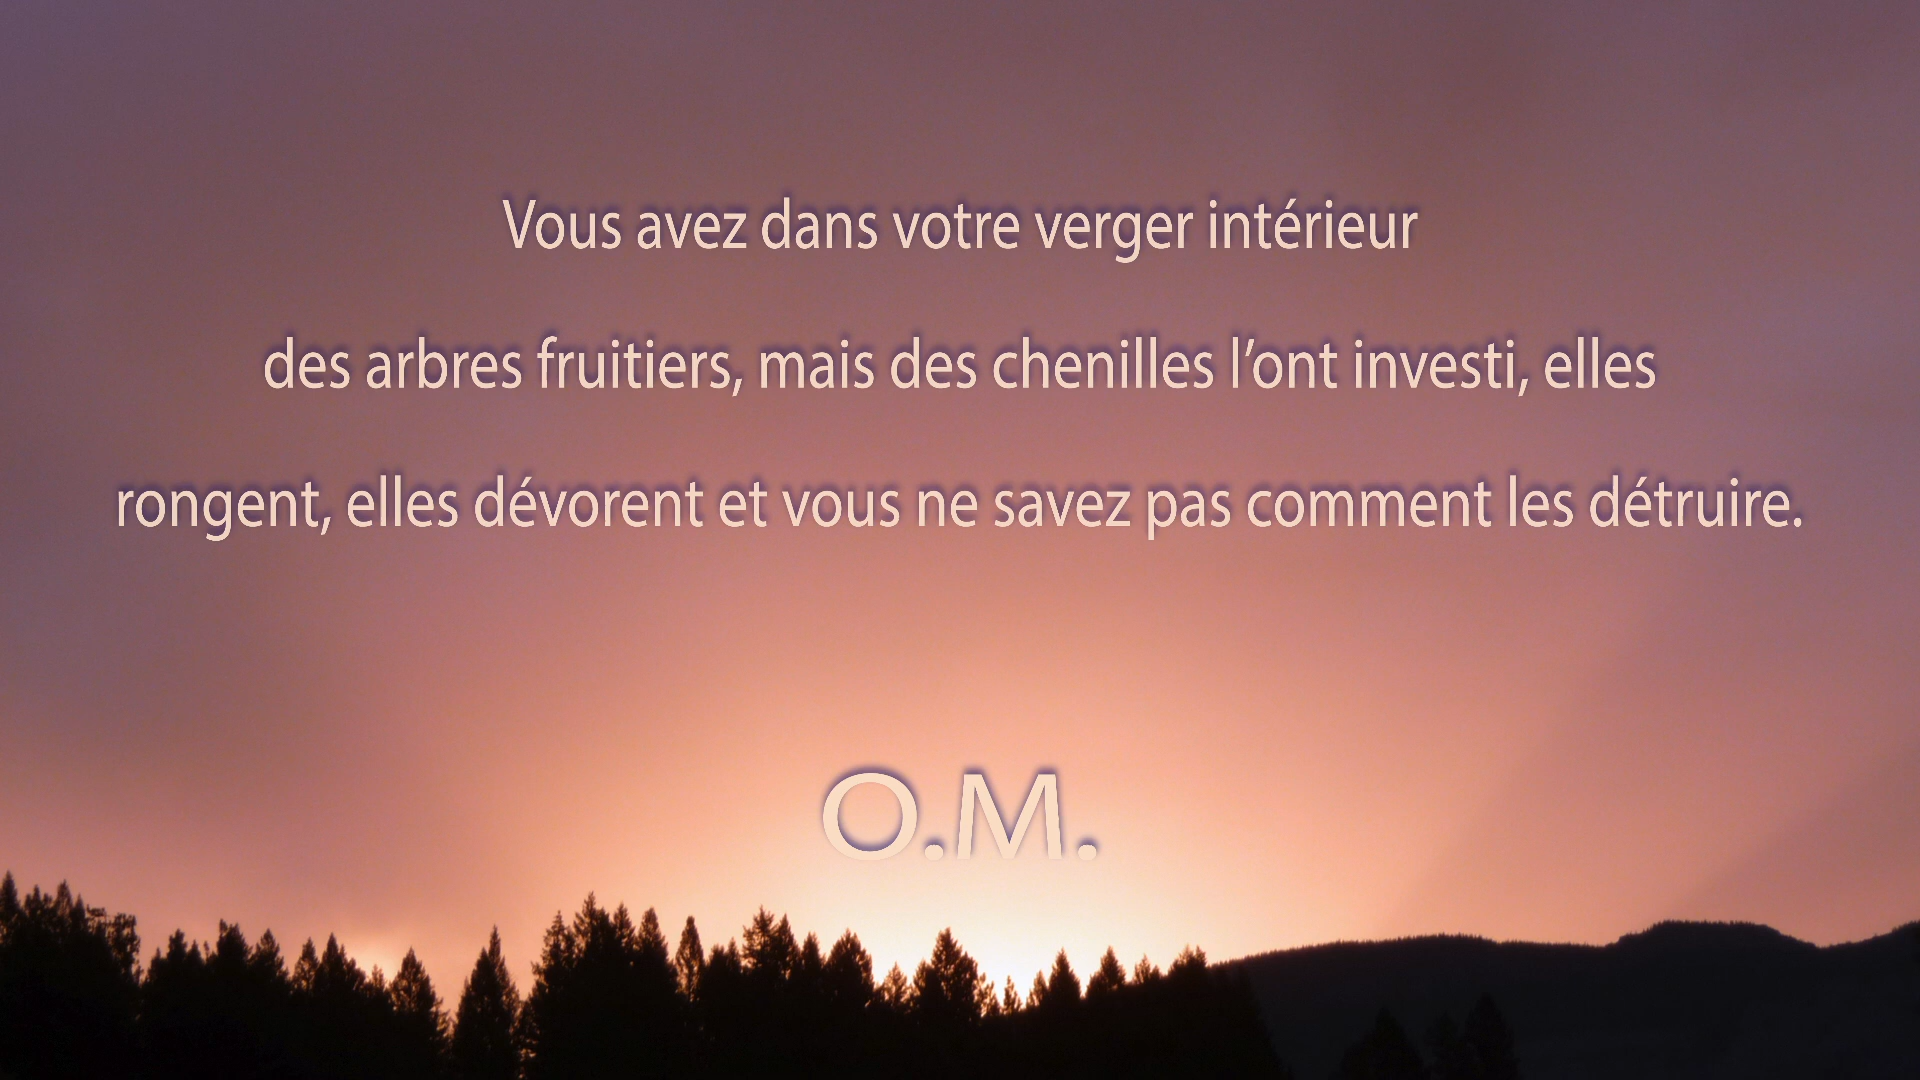 Vous avez dans votre verger intérieur
des arbres fruitiers, mais des chenilles l’ont investi, elles
rongent, elles dévorent et vous ne savez pas comment les détruire.
O.M.